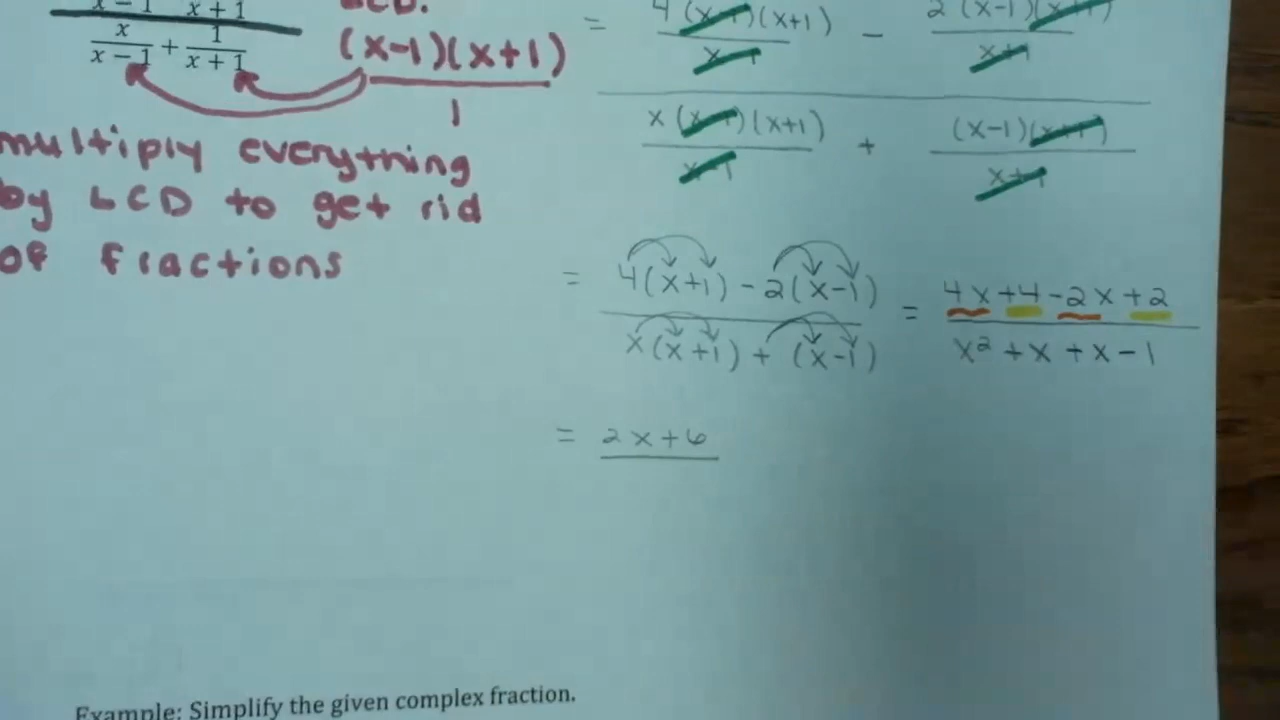 x - 1 x + 1
x/(x - 1) + 1/(x + 1)
LCD:
(x-1)(x+1)/1
multiply everything
by LCD to get rid
of fractions
= 4(x-1)(x+1)/(x-1) - 2(x-1)(x+1)/(x+1)
x(x-1)(x+1)/(x-1) + (x-1)(x+1)/(x+1)
= 4(x+1) - 2(x-1) = 4x+4-2x+2
x(x+1) + (x-1) x² + x + x - 1
= 2x+6
Example: Simplify the given complex fraction.